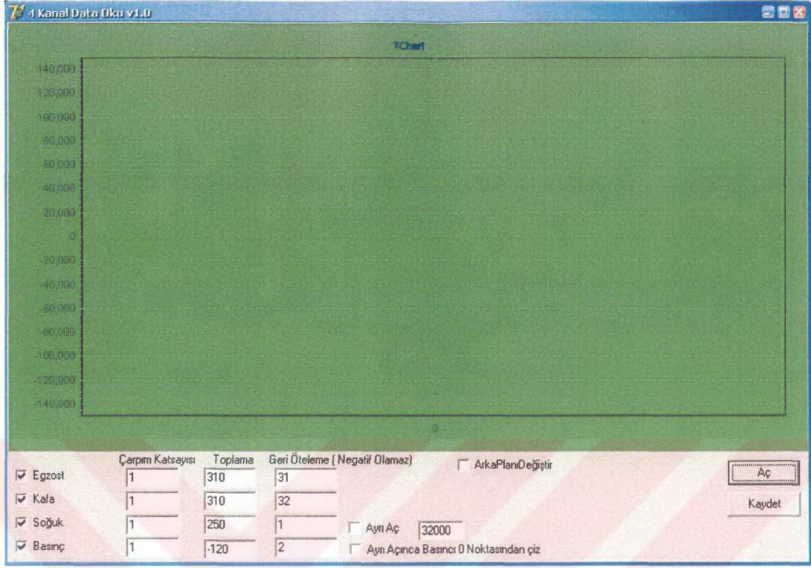 4 Kanal Data Oku v1.0
TChart
140,000
120,000
100,000
80,000
60,000
40,000
20,000
0
-20,000
-40,000
-60,000
-80,000
-100,000
-120,000
-140,000
0
Çarpım Katsayısı Toplama Geri Öteleme ( Negatif Olamaz) ArkaPlanıDeğiştir
Egzost 1 310 31 Aç
Kafa 1 310 32 Kaydet
Soğuk 1 250 1 Ayrı Aç 32000
Basınç 1 -120 2 Ayrı Açınca Basıncı 0 Noktasından çiz